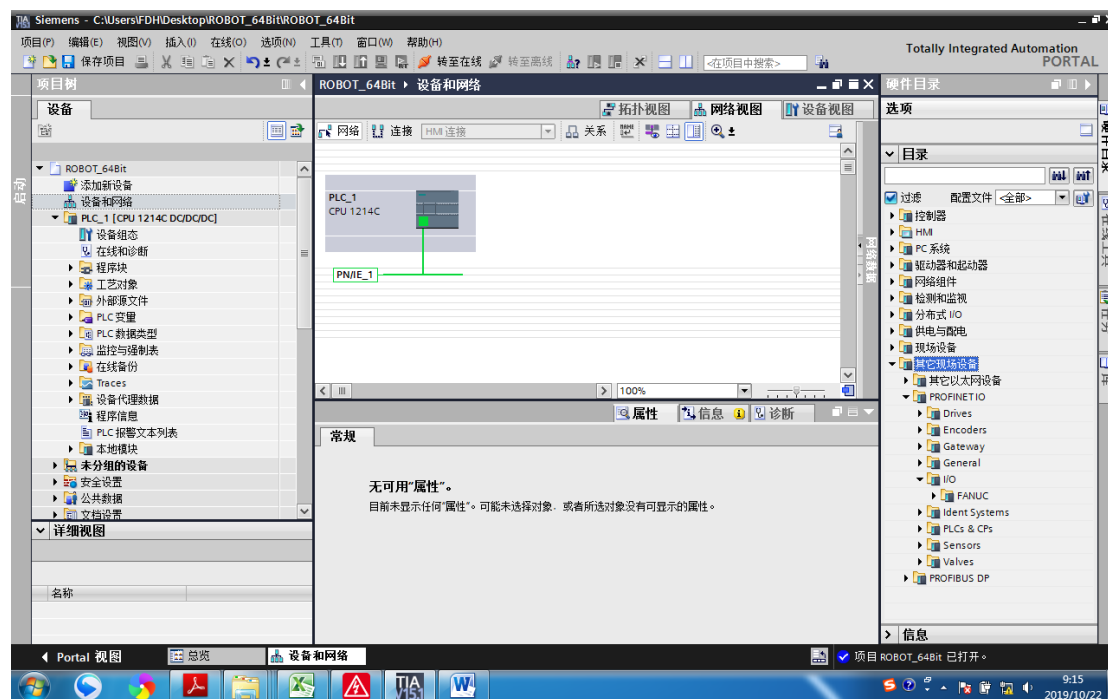 Siemens - C:\Users\FDH\Desktop\ROBOT_64Bit\ROBOT_64Bit
项目(P) 编辑(E) 视图(V) 插入(I) 在线(O) 选项(N) 工具(T) 窗口(W) 帮助(H)
Totally Integrated Automation
PORTAL
保存项目 转至在线 转至离线 <在项目中搜索>
项目树
ROBOT_64Bit 设备和网络
硬件目录
设备
拓扑视图 网络视图 设备视图
选项
网络 连接 HMI 连接 关系
目录
过滤 配置文件 <全部>
启动
ROBOT_64Bit
添加新设备
设备和网络
PLC_1 [CPU 1214C DC/DC/DC]
设备组态
在线和诊断
程序块
工艺对象
外部源文件
PLC 变量
PLC 数据类型
监控与强制表
在线备份
Traces
设备代理数据
程序信息
PLC 报警文本列表
本地模块
未分组的设备
安全设置
公共数据
文档设置
详细视图
名称
PLC_1
CPU 1214C
PN/IE_1
网络数据
100%
属性 信息 诊断
常规
无可用“属性”。
目前未显示任何“属性”。可能未选择对象，或者所选对象没有可显示的属性。
控制器
HMI
PC 系统
驱动器和起动器
网络组件
检测和监视
分布式 I/O
供电与配电
现场设备
其它现场设备
其它以太网设备
PROFINET IO
Drives
Encoders
Gateway
General
I/O
FANUC
Ident Systems
PLCs & CPs
Sensors
Valves
PROFIBUS DP
信息
Portal 视图 总览 设备和网络
项目 ROBOT_64Bit 已打开。
TIA
V15.1
9:15
2019/10/22